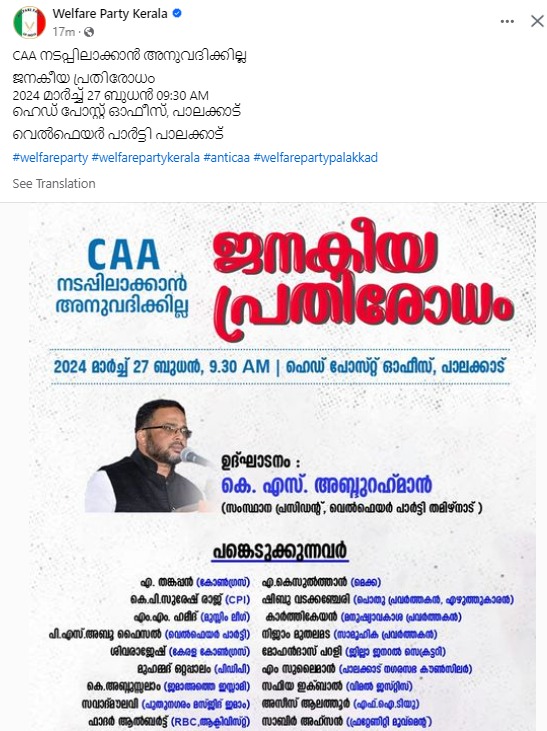 Welfare Party Kerala
17m
CAA നടപ്പിലാക്കാൻ അനുവദിക്കില്ല
ജനകീയ പ്രതിരോധം
2024 മാർച്ച് 27 ബുധൻ 09:30 AM
ഹെഡ് പോസ്റ്റ് ഓഫീസ്, പാലക്കാട്
വെൽഫെയർ പാർട്ടി പാലക്കാട്
#welfareparty #welfarepartykerala #anticaa #welfarepartypalakkad
See Translation
CAA
നടപ്പിലാക്കാൻ
അനുവദിക്കില്ല
ജനകീയ
പ്രതിരോധം
2024 മാർച്ച് 27 ബുധൻ, 9.30 AM | ഹെഡ് പോസ്റ്റ് ഓഫീസ്, പാലക്കാട്
ഉദ്ഘാടനം :
കെ. എസ്. അബ്ദുറഹ്മാൻ
(സംസ്ഥാന പ്രസിഡന്റ്, വെൽഫെയർ പാർട്ടി തമിഴ്നാട് )
പങ്കെടുക്കുന്നവർ
എ. തങ്കപ്പൻ (കോൺഗ്രസ്)
കെ.പി.സുരേഷ് രാജ് (CPI)
എം.എം. ഹമീദ് (മുസ്ലിം ലീഗ്)
പി.എസ്.അബു ഫൈസൽ (വെൽഫെയർ പാർട്ടി)
ശിവരാജേഷ് (കേരള കോൺഗ്രസ്)
മുഹമ്മദ് ഒറ്റപ്പാലം (പിഡിപി)
കെ.അബ്ദുസ്സലാം (ജമാഅത്തെ ഇസ്ലാമി)
സവാദ്മൗലവി (പുതുനഗരം മസ്ജിദ് ഇമാം)
ഫാദർ ആൽബർട്ട് (RBC,ആക്ടിവിസ്റ്റ്)
എ.കെസുൽത്താൻ (മെക്ക)
ഷിബു വടക്കഞ്ചേരി (പൊതു പ്രവർത്തകൻ, എഴുത്തുകാരൻ)
കാർത്തികേയൻ (മനുഷ്യാവകാശ പ്രവർത്തകൻ)
നിജാം മുതലമട (സാമൂഹിക പ്രവർത്തകൻ)
മോഹൻദാസ് പറളി (ജില്ലാ ജനറൽ സെക്രട്ടറി)
എം സുലൈമാൻ (പാലക്കാട് നഗരസഭ കൗൺസിലർ)
സഫിയ ഇക്ബാൽ (വിമൻ ജസ്റ്റിസ്)
അസീസ് ആലത്തൂർ (എഫ്.ഐ.ടിയു)
സാബിർ അഹ്സൻ (ഫ്രറ്റേണിറ്റി മൂവ്മെന്റ്)